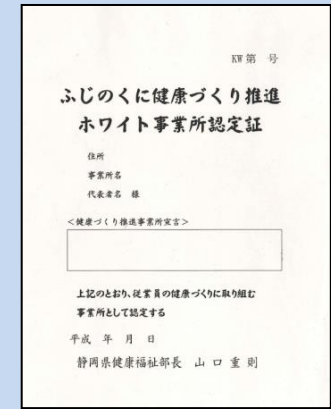 KW第 号
ふじのくに健康づくり推進
ホワイト事業所認定証
住所
事業所名
代表者名 様
＜健康づくり推進事業所宣言＞
上記のとおり、従業員の健康づくりに取り組む
事業所として認定する
平成 年 月 日
静岡県健康福祉部長 山口重則